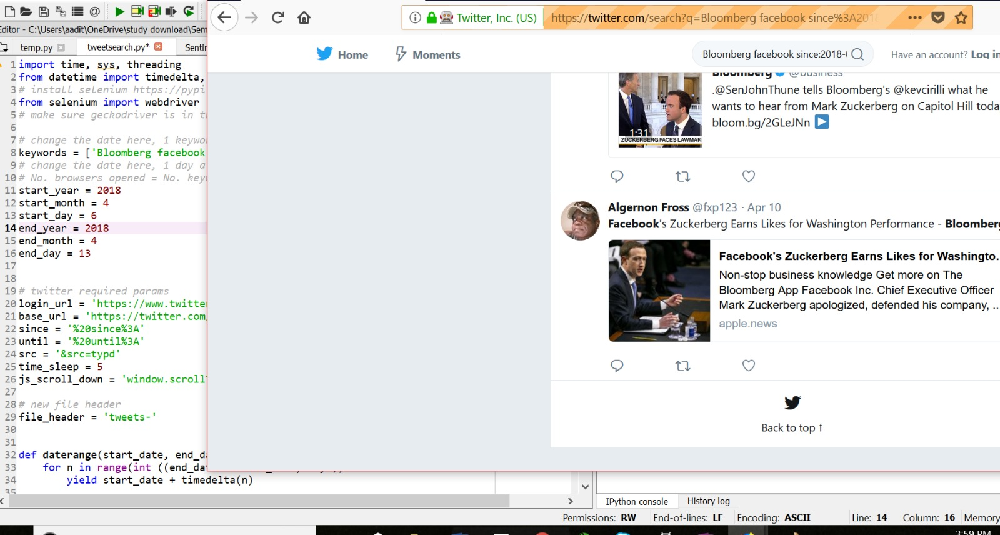 Editor - C:\Users\aadit\OneDrive\study download\Sem
temp.py
tweetsearch.py*
Sentin
1 import time, sys, threading
2 from datetime import timedelta,
3 # install selenium https://pypi
4 from selenium import webdriver
5 # make sure geckodriver is in t
6
7 # change the date here, 1 keywo
8 keywords = ['Bloomberg facebook
9 # change the date here, 1 day a
10 # No. browsers opened = No. key
11 start_year = 2018
12 start_month = 4
13 start_day = 6
14 end_year = 2018
15 end_month = 4
16 end_day = 13
17
18
19 # twitter required params
20 login_url = 'https://www.twitte
21 base_url = 'https://twitter.com
22 since = '%20since%3A'
23 until = '%20until%3A'
24 src = '&src=typd'
25 time_sleep = 5
26 js_scroll_down = 'window.scroll
27
28 # new file header
29 file_header = 'tweets-'
30
31
32 def daterange(start_date, end_da
33 for n in range(int ((end_dat
34 yield start_date + timedelta(n)
35
Twitter, Inc. (US)
https://twitter.com/search?q=Bloomberg facebook since%3A201
Home
Moments
Bloomberg facebook since:2018-
Have an account? Log in
Bloomberg @business
.@SenJohnThune tells Bloomberg's @kevcirilli what he
wants to hear from Mark Zuckerberg on Capitol Hill toda
bloom.bg/2GLeJNn
1:31
ZUCKERBERG FACES LAWMAK
Algernon Fross @fxp123 · Apr 10
Facebook's Zuckerberg Earns Likes for Washington Performance - Bloomberg
Facebook's Zuckerberg Earns Likes for Washingto...
Non-stop business knowledge Get more on The
Bloomberg App Facebook Inc. Chief Executive Officer
Mark Zuckerberg apologized, defended his company, ...
apple.news
Back to top ↑
IPython console
History log
Permissions: RW End-of-lines: LF Encoding: ASCII Line: 14 Column: 16 Memory
3:59 PM